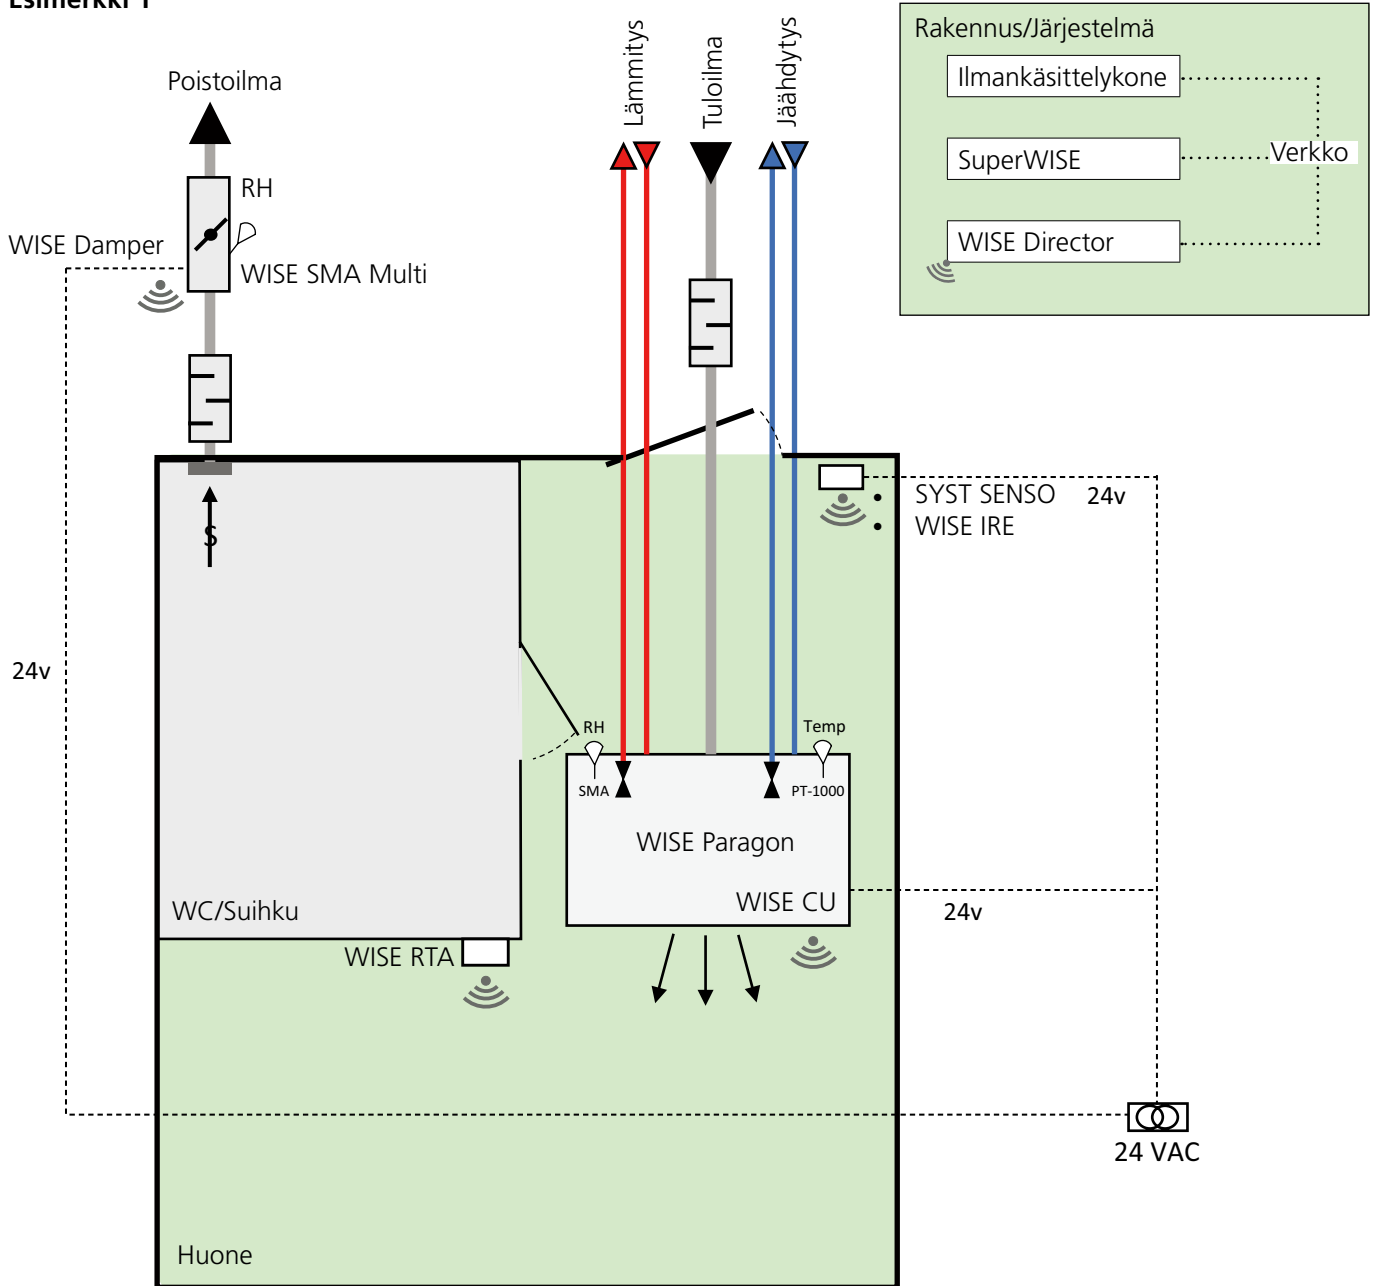 Esimerkki 1
Rakennus/Järjestelmä
Ilmankäsittelykone
SuperWISE
Verkko
WISE Director
Poistoilma
Lämmitys
Tuloilma
Jäähdytys
RH
WISE Damper
WISE SMA Multi
S
SYST SENSO
24v
WISE IRE
24v
RH
Temp
SMA
PT-1000
WISE Paragon
WISE CU
24v
WC/Suihku
WISE RTA
24 VAC
Huone